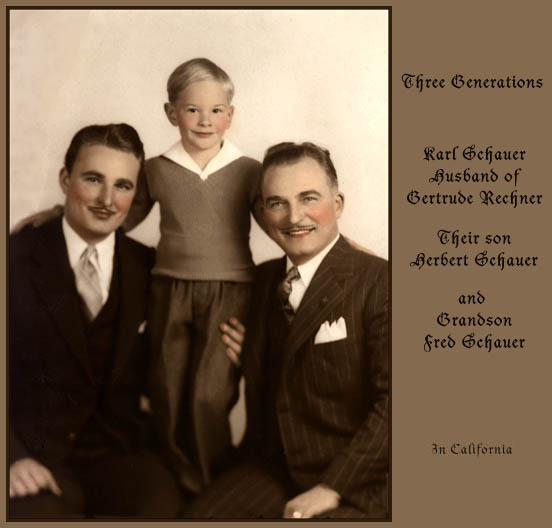 Three Generations
Karl Schauer
Husband of
Gertrude Rechner
Their son
Herbert Schauer
and
Grandson
Fred Schauer
In California